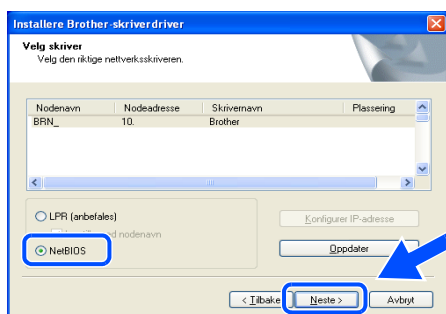 Installere Brother-skriverdriver
Velg skriver
Velg den riktige nettverksskriveren.
Nodenavn Nodeadresse Skrivernavn Plassering
BRN_ 10. Brother
LPR (anbefales)
nodenavn
NetBIOS
Konfigurer IP-adresse
Oppdater
< Tilbake Neste > Avbryt